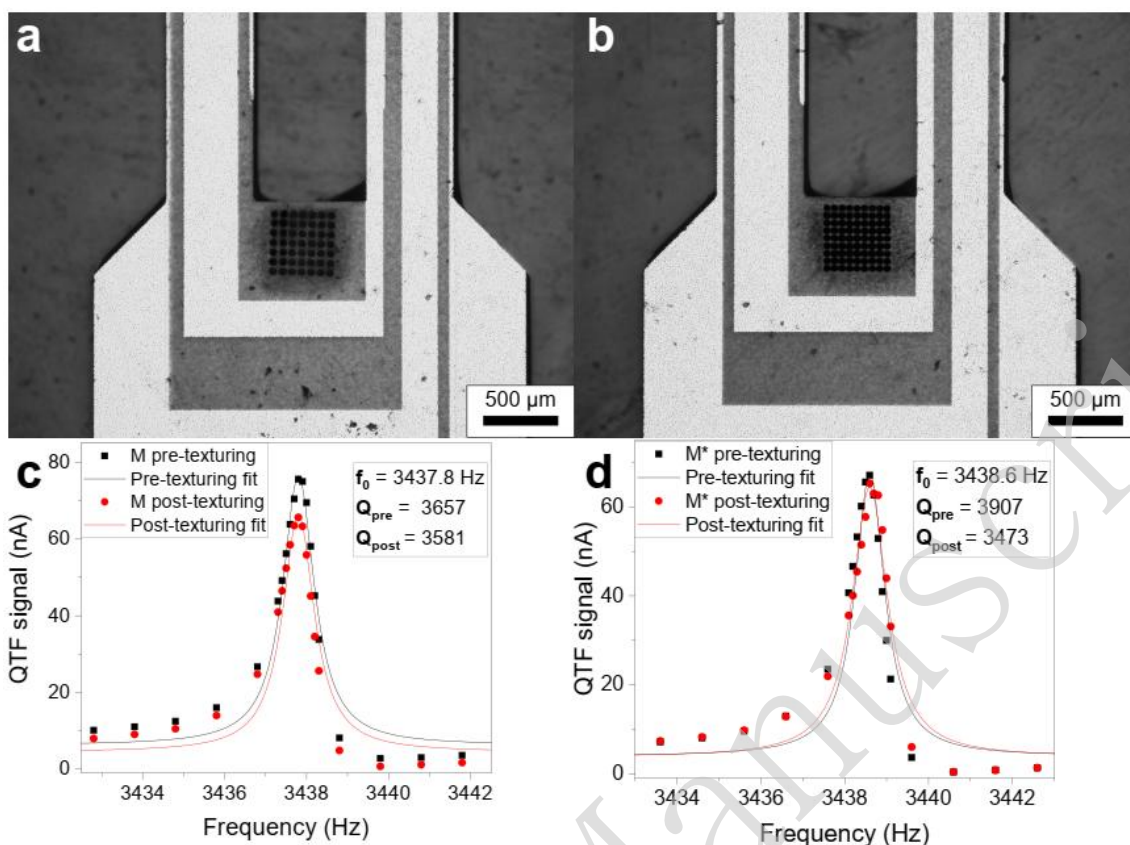 a
b
500 µm
500 µm
c
M pre-texturing
Pre-texturing fit
M post-texturing
Post-texturing fit
f0 = 3437.8 Hz
Qpre = 3657
Qpost = 3581
80
60
40
20
0
QTF signal (nA)
3434
3436
3438
3440
3442
Frequency (Hz)
d
M* pre-texturing
Pre-texturing fit
M* post-texturing
Post-texturing fit
f0 = 3438.6 Hz
Qpre = 3907
Qpost = 3473
60
40
20
0
QTF signal (nA)
3434
3436
3438
3440
3442
Frequency (Hz)
Manuscri